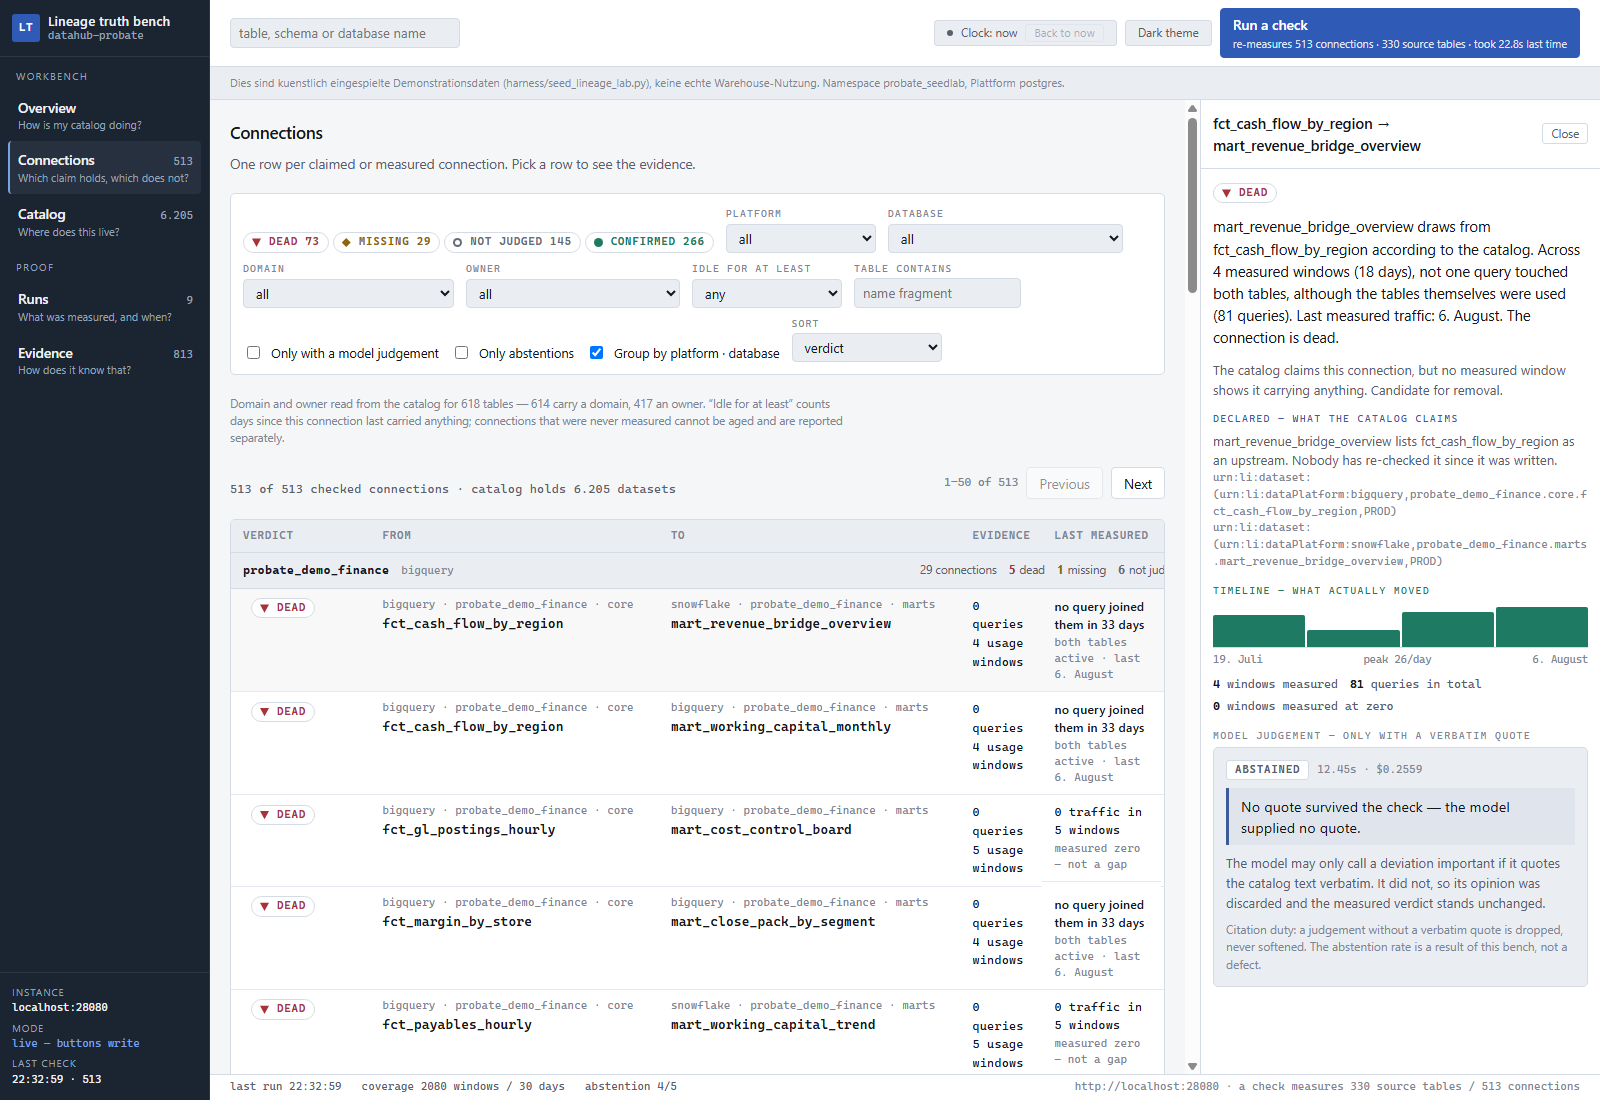 LT
Lineage truth bench
datahub-probate
WORKBENCH
Overview
How is my catalog doing?
Connections 513
Which claim holds, which does not?
Catalog 6.205
Where does this live?
PROOF
Runs 9
What was measured, and when?
Evidence 813
How does it know that?
INSTANCE
localhost:28080
MODE
live — buttons write
LAST CHECK
22:32:59 · 513
table, schema or database name
Clock: now Back to now
Dark theme
Run a check
re-measures 513 connections · 330 source tables · took 22.8s last time
Dies sind kuenstlich eingespielte Demonstrationsdaten (harness/seed_lineage_lab.py), keine echte Warehouse-Nutzung. Namespace probate_seedlab, Plattform postgres.
Connections
One row per claimed or measured connection. Pick a row to see the evidence.
DEAD 73
MISSING 29
NOT JUDGED 145
CONFIRMED 266
PLATFORM
all
DATABASE
all
DOMAIN
all
OWNER
all
IDLE FOR AT LEAST
any
TABLE CONTAINS
name fragment
Only with a model judgement
Only abstentions
Group by platform · database
SORT
verdict
Domain and owner read from the catalog for 618 tables — 614 carry a domain, 417 an owner. “Idle for at least” counts
days since this connection last carried anything; connections that were never measured cannot be aged and are reported
separately.
513 of 513 checked connections · catalog holds 6.205 datasets
1–50 of 513
Previous
Next
VERDICT FROM TO EVIDENCE LAST MEASURED
probate_demo_finance bigquery 29 connections 5 dead 1 missing 6 not jud
DEAD
bigquery · probate_demo_finance · core
fct_cash_flow_by_region
snowflake · probate_demo_finance · marts
mart_revenue_bridge_overview
0
queries
4 usage
windows
no query joined
them in 33 days
both tables
active · last
6. August
DEAD
bigquery · probate_demo_finance · core
fct_cash_flow_by_region
bigquery · probate_demo_finance · marts
mart_working_capital_monthly
0
queries
4 usage
windows
no query joined
them in 33 days
both tables
active · last
6. August
DEAD
bigquery · probate_demo_finance · core
fct_gl_postings_hourly
bigquery · probate_demo_finance · marts
mart_cost_control_board
0
queries
5 usage
windows
0 traffic in
5 windows
measured zero
— not a gap
DEAD
bigquery · probate_demo_finance · core
fct_margin_by_store
bigquery · probate_demo_finance · marts
mart_close_pack_by_segment
0
queries
4 usage
windows
no query joined
them in 33 days
both tables
active · last
6. August
DEAD
bigquery · probate_demo_finance · core
fct_payables_hourly
snowflake · probate_demo_finance · marts
mart_working_capital_trend
0
queries
5 usage
windows
0 traffic in
5 windows
measured zero
— not a gap
fct_cash_flow_by_region →
mart_revenue_bridge_overview
Close
DEAD
mart_revenue_bridge_overview draws from
fct_cash_flow_by_region according to the catalog. Across
4 measured windows (18 days), not one query touched
both tables, although the tables themselves were used
(81 queries). Last measured traffic: 6. August. The
connection is dead.
The catalog claims this connection, but no measured window
shows it carrying anything. Candidate for removal.
DECLARED — WHAT THE CATALOG CLAIMS
mart_revenue_bridge_overview lists fct_cash_flow_by_region as
an upstream. Nobody has re-checked it since it was written.
urn:li:dataset:
(urn:li:dataPlatform:bigquery,probate_demo_finance.core.f
ct_cash_flow_by_region,PROD)
urn:li:dataset:
(urn:li:dataPlatform:snowflake,probate_demo_finance.marts
.mart_revenue_bridge_overview,PROD)
TIMELINE — WHAT ACTUALLY MOVED
19. Juli peak 26/day 6. August
4 windows measured 81 queries in total
0 windows measured at zero
MODEL JUDGEMENT — ONLY WITH A VERBATIM QUOTE
ABSTAINED 12.45s · $0.2559
No quote survived the check — the model
supplied no quote.
The model may only call a deviation important if it quotes
the catalog text verbatim. It did not, so its opinion was
discarded and the measured verdict stands unchanged.
Citation duty: a judgement without a verbatim quote is dropped,
never softened. The abstention rate is a result of this bench, not a
defect.
last run 22:32:59 coverage 2080 windows / 30 days abstention 4/5
http://localhost:28080 · a check measures 330 source tables / 513 connections